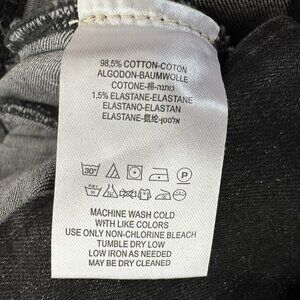 98,5% COTTON-COTON
ALGODON-BAUMWOLLE
COTONE-棉-כותנה
1,5% ELASTANE-ELASTANE
ELASTANO-ELASTAN
ELASTANE-氨纶-אלסטן
30°
P
MACHINE WASH COLD
WITH LIKE COLORS
USE ONLY NON-CHLORINE BLEACH
TUMBLE DRY LOW
LOW IRON AS NEEDED
MAY BE DRY CLEANED